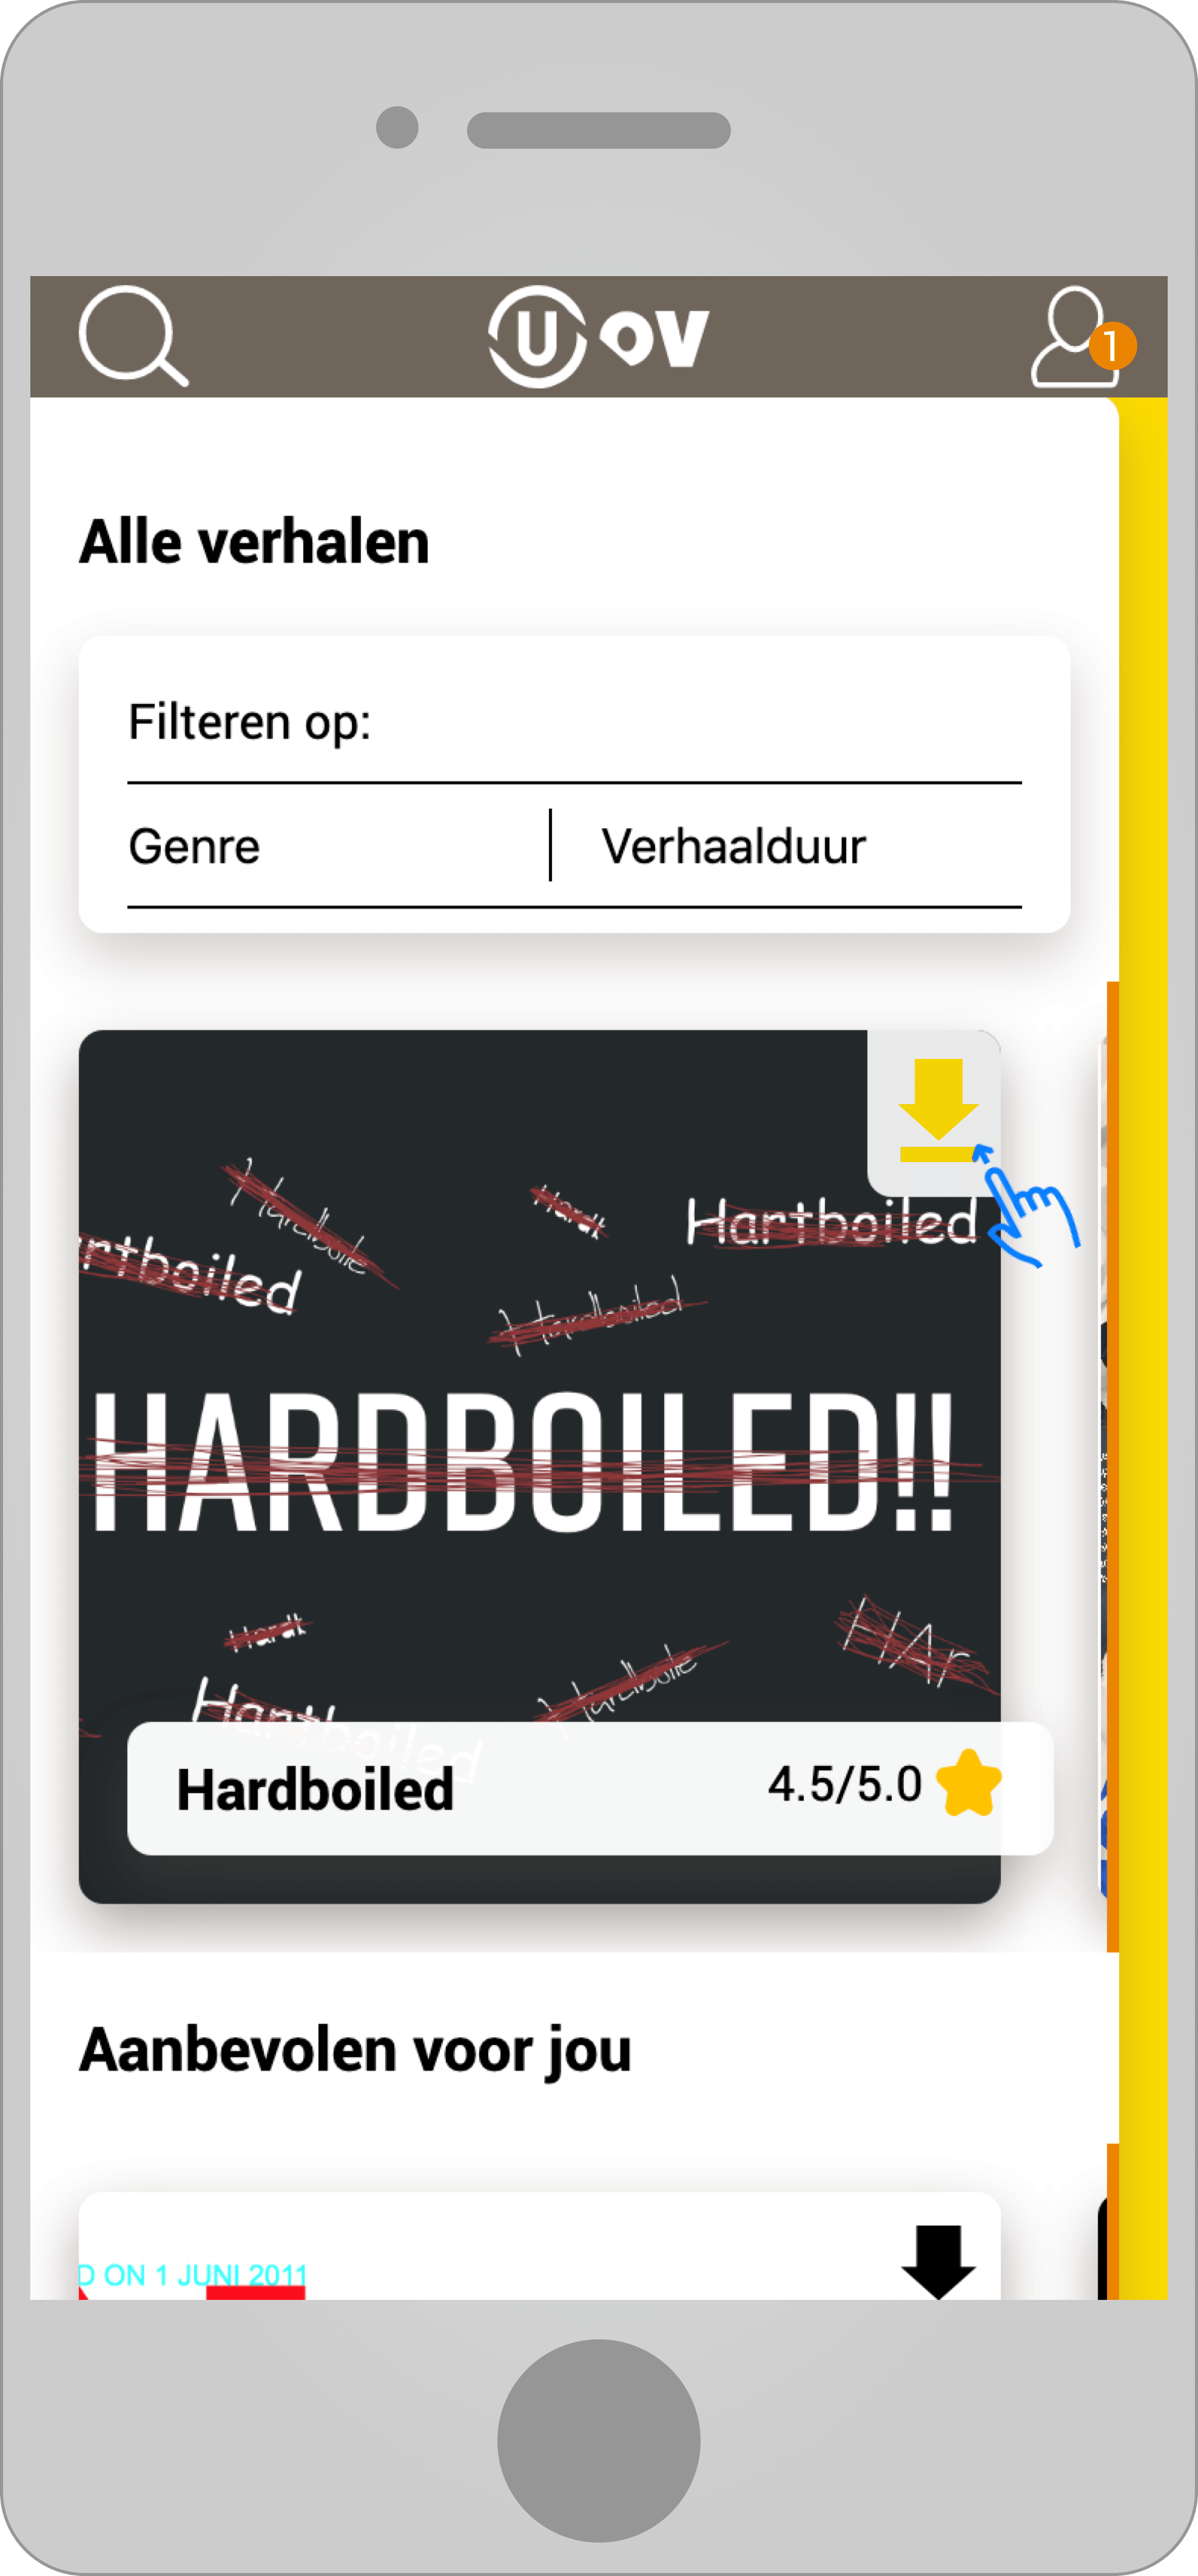 U OV
1
Alle verhalen
Filteren op:
Genre
Verhaalduur
Hardboile
Hardt
Hartboiled
rtboiled
Hardboiled
HARDBOILED!!
Hardt
HAr
Hardbolie
Hartboiled
Hardboiled
4.5/5.0
Aanbevolen voor jou
D ON 1 JUNI 2011